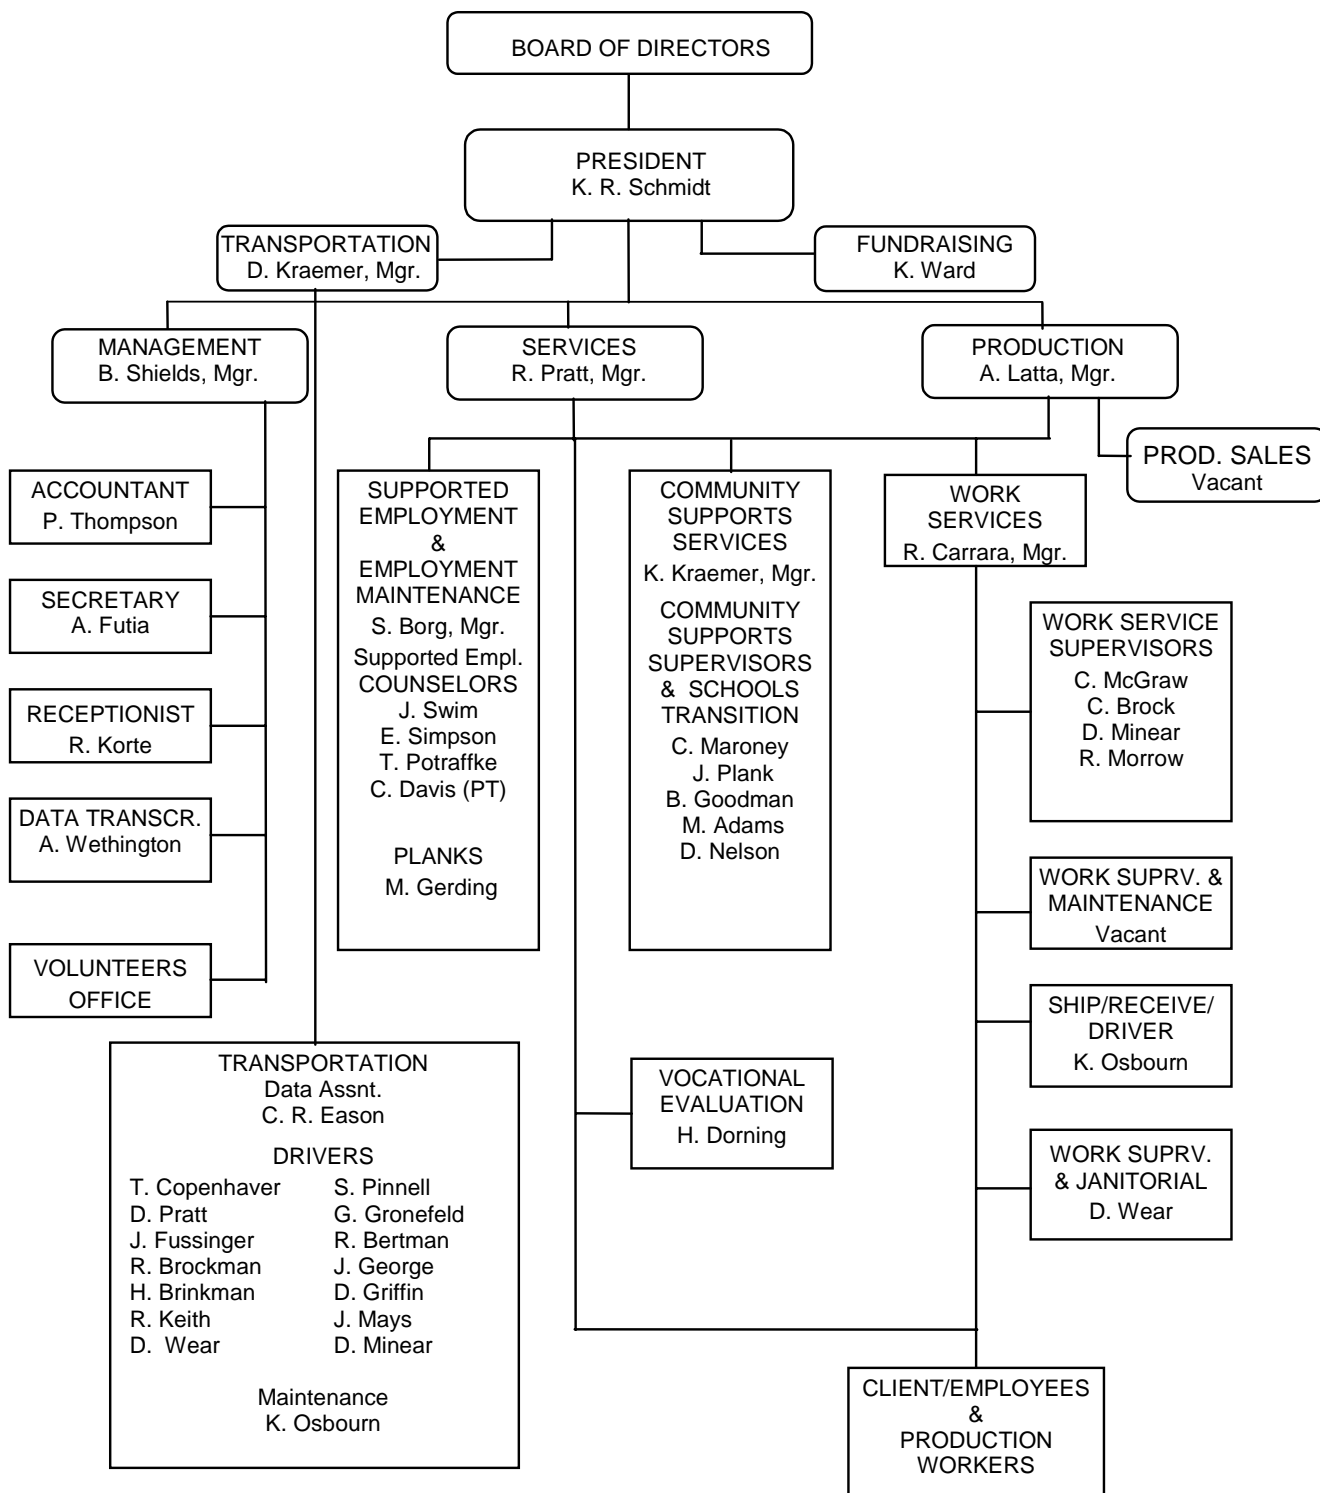 BOARD OF DIRECTORS
PRESIDENT
K. R. Schmidt
TRANSPORTATION
D. Kraemer, Mgr.
FUNDRAISING
K. Ward
MANAGEMENT
B. Shields, Mgr.
SERVICES
R. Pratt, Mgr.
PRODUCTION
A. Latta, Mgr.
PROD. SALES
Vacant
ACCOUNTANT
P. Thompson
SECRETARY
A. Futia
RECEPTIONIST
R. Korte
DATA TRANSCR.
A. Wethington
VOLUNTEERS
OFFICE
SUPPORTED
EMPLOYMENT
&
EMPLOYMENT
MAINTENANCE
S. Borg, Mgr.
Supported Empl.
COUNSELORS
J. Swim
E. Simpson
T. Potraffke
C. Davis (PT)
PLANKS
M. Gerding
COMMUNITY
SUPPORTS
SERVICES
K. Kraemer, Mgr.
COMMUNITY
SUPPORTS
SUPERVISORS
& SCHOOLS
TRANSITION
C. Maroney
J. Plank
B. Goodman
M. Adams
D. Nelson
WORK
SERVICES
R. Carrara, Mgr.
WORK SERVICE
SUPERVISORS
C. McGraw
C. Brock
D. Minear
R. Morrow
WORK SUPRV. &
MAINTENANCE
Vacant
SHIP/RECEIVE/
DRIVER
K. Osbourn
WORK SUPRV.
& JANITORIAL
D. Wear
VOCATIONAL
EVALUATION
H. Dorning
TRANSPORTATION
Data Assnt.
C. R. Eason
DRIVERS
T. Copenhaver S. Pinnell
D. Pratt G. Gronefeld
J. Fussinger R. Bertman
R. Brockman J. George
H. Brinkman D. Griffin
R. Keith J. Mays
D. Wear D. Minear
Maintenance
K. Osbourn
CLIENT/EMPLOYEES
&
PRODUCTION
WORKERS